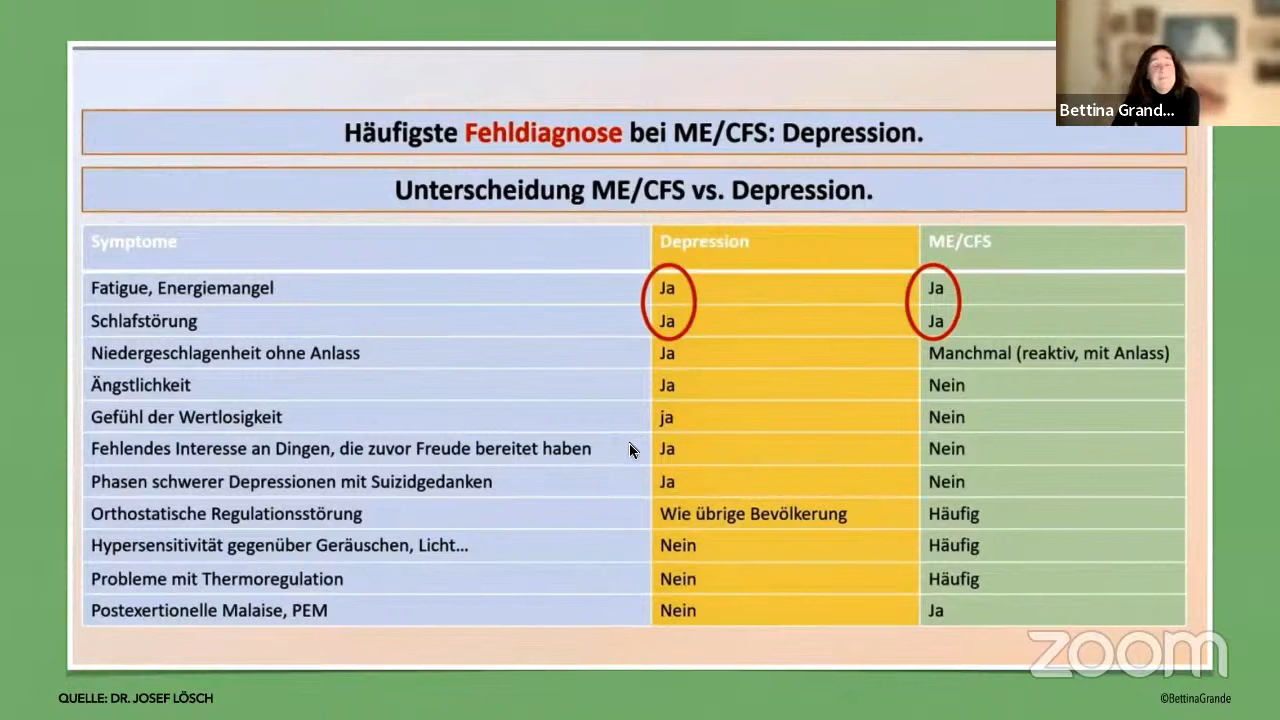 Bettina Grand...
Häufigste Fehldiagnose bei ME/CFS: Depression.
Unterscheidung ME/CFS vs. Depression.
Symptome Depression ME/CFS
Fatigue, Energiemangel Ja Ja
Schlafstörung Ja Ja
Niedergeschlagenheit ohne Anlass Ja Manchmal (reaktiv, mit Anlass)
Ängstlichkeit Ja Nein
Gefühl der Wertlosigkeit ja Nein
Fehlendes Interesse an Dingen, die zuvor Freude bereitet haben Ja Nein
Phasen schwerer Depressionen mit Suizidgedanken Ja Nein
Orthostatische Regulationsstörung Wie übrige Bevölkerung Häufig
Hypersensitivität gegenüber Geräuschen, Licht... Nein Häufig
Probleme mit Thermoregulation Nein Häufig
Postexertionelle Malaise, PEM Nein Ja
zoom
QUELLE: DR. JOSEF LÖSCH ©BettinaGrande